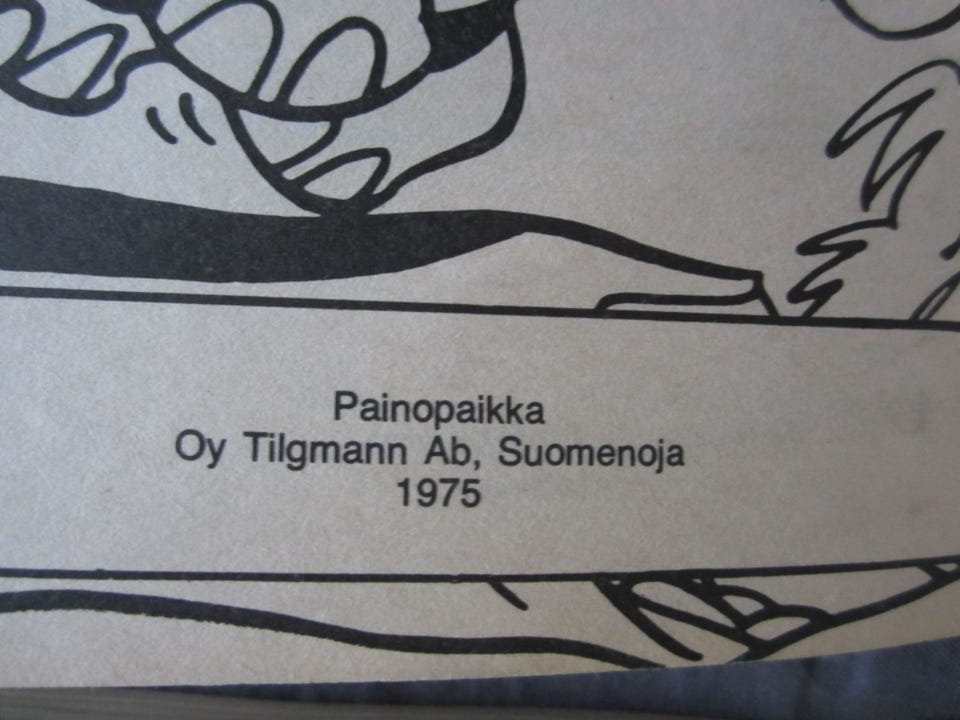 Painopaikka
Oy Tilgmann Ab, Suomenoja
1975